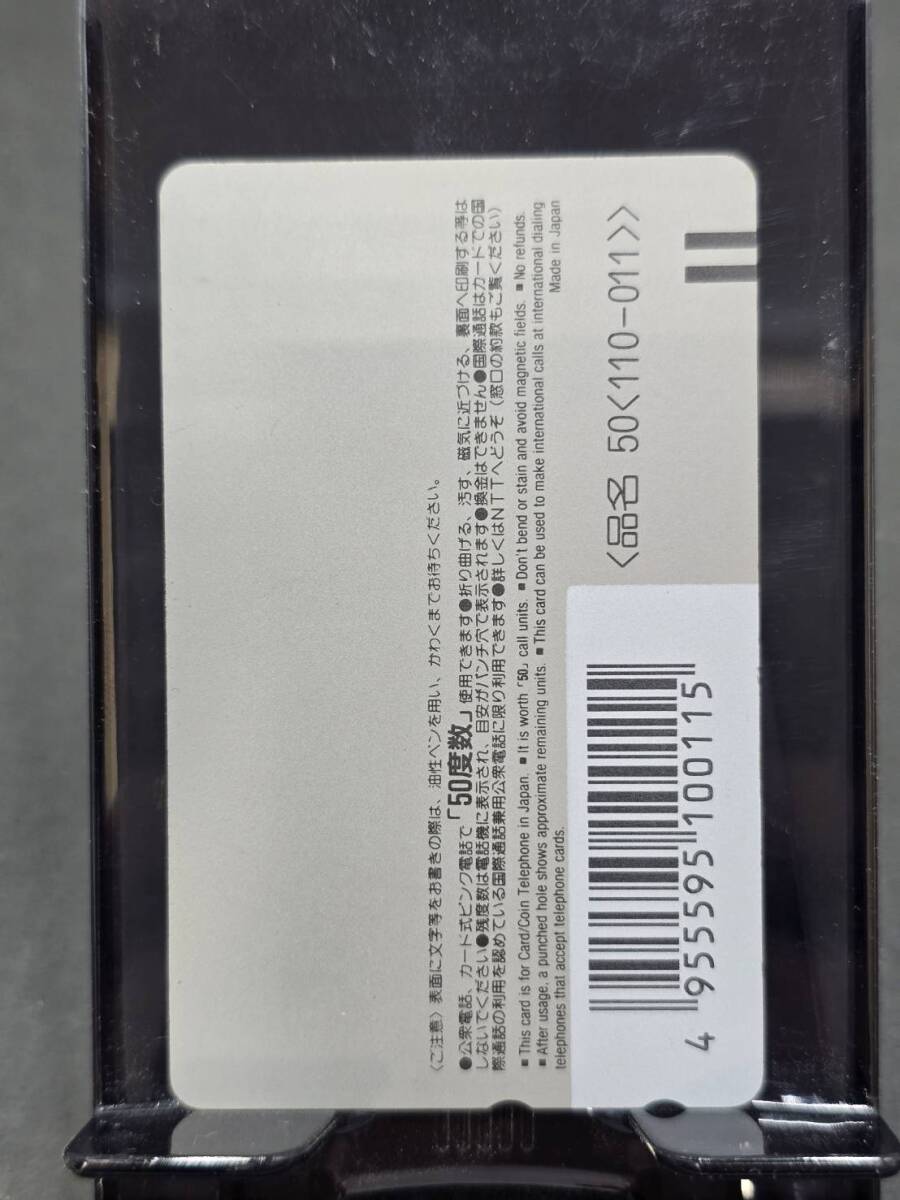 〈ご注意〉表面に文字等をお書きの際は、油性ペンを用い、かわくまでお待ちください。
●公衆電話、カード式ピンク電話で「50度数」使用できます●折り曲げる、汚す、磁気に近づける、裏面へ印刷する等は
しないでください●残度数は電話機に表示され、目安がパンチ穴で表示されます●換金はできません●国際通話はカードでの国
際通話の利用を認めている国際通話兼用公衆電話に限り利用できます●詳しくはNTTへどうぞ（窓口の約款もご覧ください）
■ This card is for Card/Coin Telephone in Japan. ■ It is worth「50」call units. ■ Don't bend or stain and avoid magnetic fields. ■ No refunds.
■ After usage, a punched hole shows approximate remaining units. ■ This card can be used to make international calls at international dialing
telephones that accept telephone cards. Made in Japan
〈品名 50〈110-011〉〉
4 955595 100115